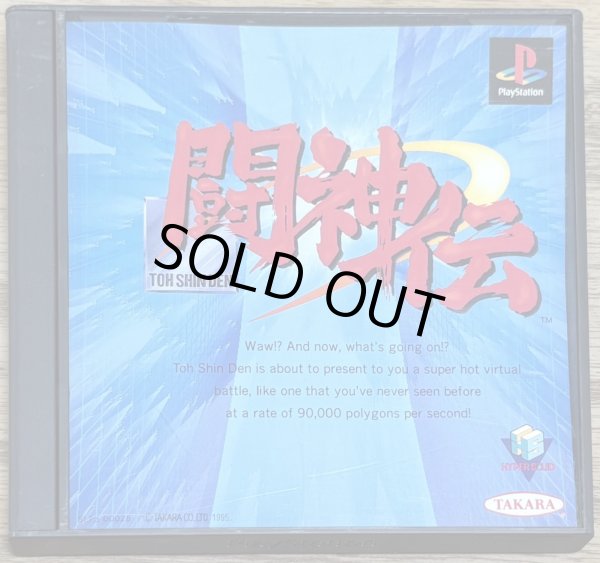 PlayStation
闘神伝
TOH SHIN DEN
SOLD OUT
TM
Waw!? And now, what's going on!?
Toh Shin Den is about to present to you a super hot virtual
battle, like one that you've never seen before
at a rate of 90,000 polygons per second!
HYPER SOLID
TAKARA
TAKARA CO.,LTD. 1995